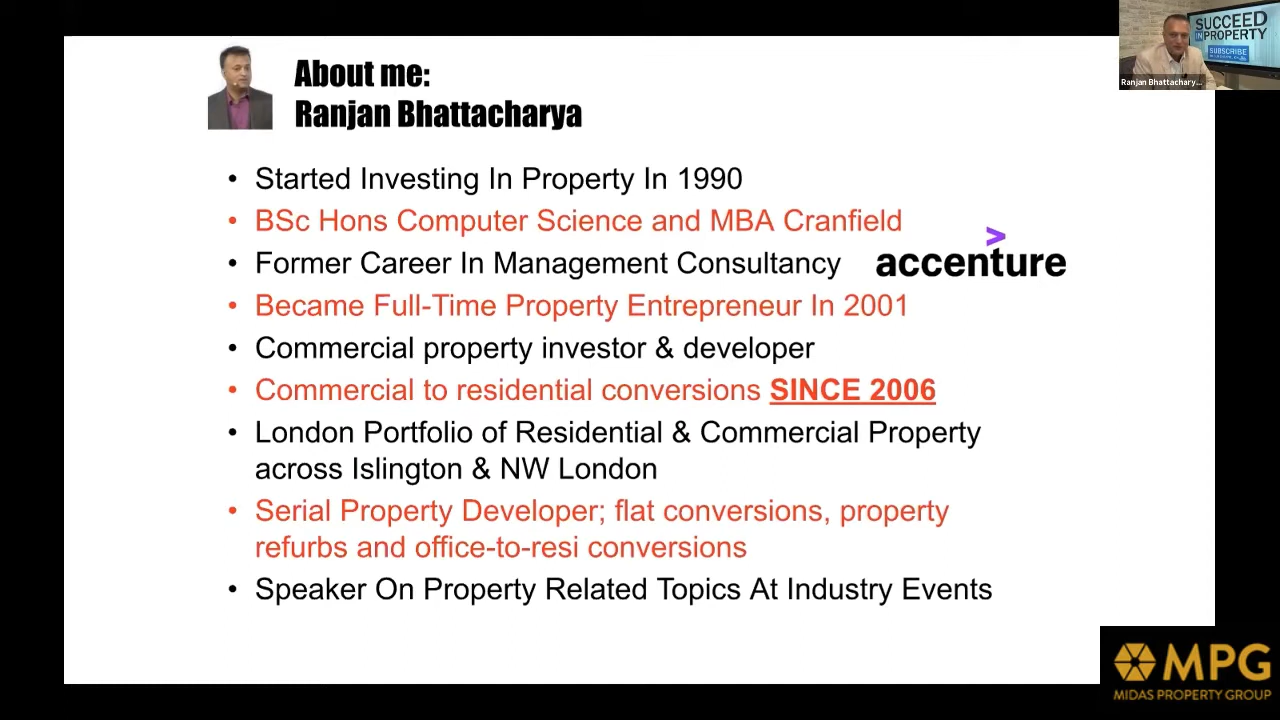 About me:
Ranjan Bhattacharya
• Started Investing In Property In 1990
• BSc Hons Computer Science and MBA Cranfield
• Former Career In Management Consultancy
>
accenture
• Became Full-Time Property Entrepreneur In 2001
• Commercial property investor & developer
• Commercial to residential conversions SINCE 2006
• London Portfolio of Residential & Commercial Property
across Islington & NW London
• Serial Property Developer; flat conversions, property
refurbs and office-to-resi conversions
• Speaker On Property Related Topics At Industry Events
SUCCEED
IN PROPERTY
SUBSCRIBE
Ranjan Bhattachary...
MPG
MIDAS PROPERTY GROUP